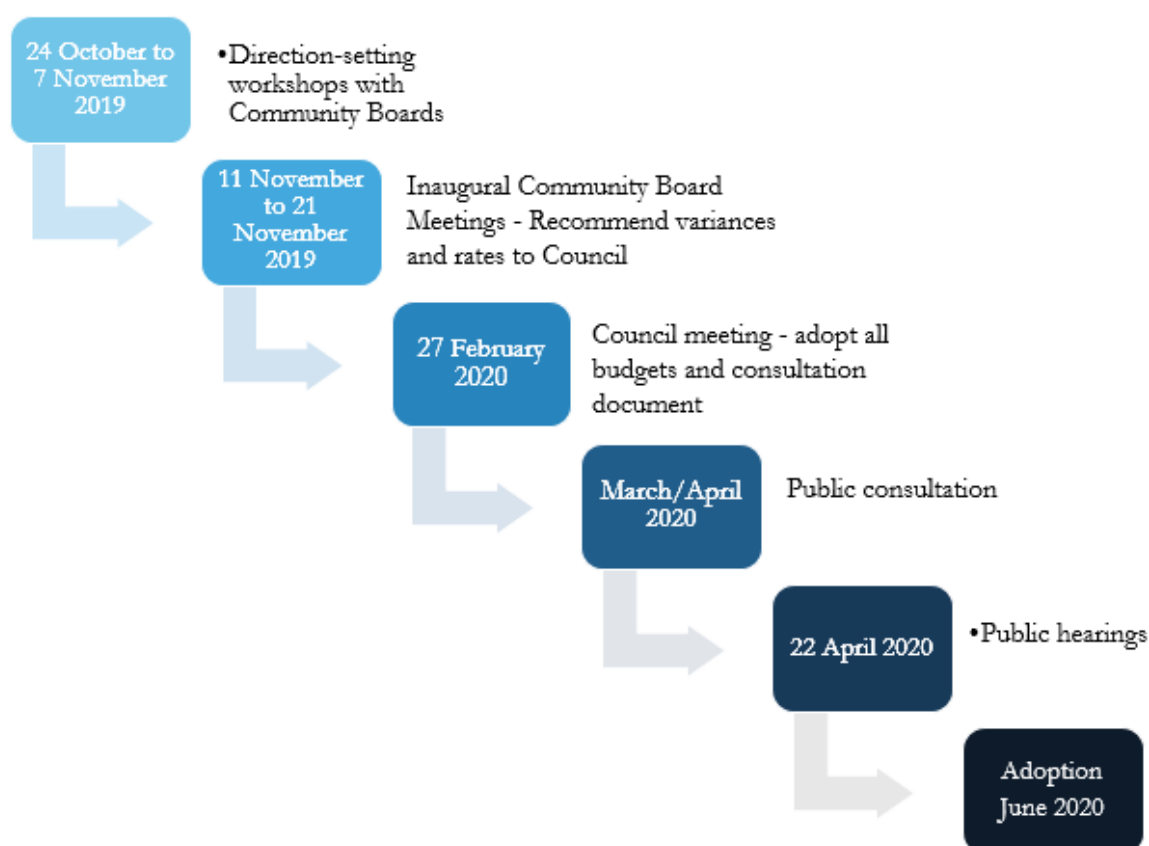 24 October to
7 November
2019
•Direction-setting
workshops with
Community Boards
11 November
to 21
November
2019
Inaugural Community Board
Meetings - Recommend variances
and rates to Council
27 February
2020
Council meeting - adopt all
budgets and consultation
document
March/April
2020
Public consultation
22 April 2020
•Public hearings
Adoption
June 2020